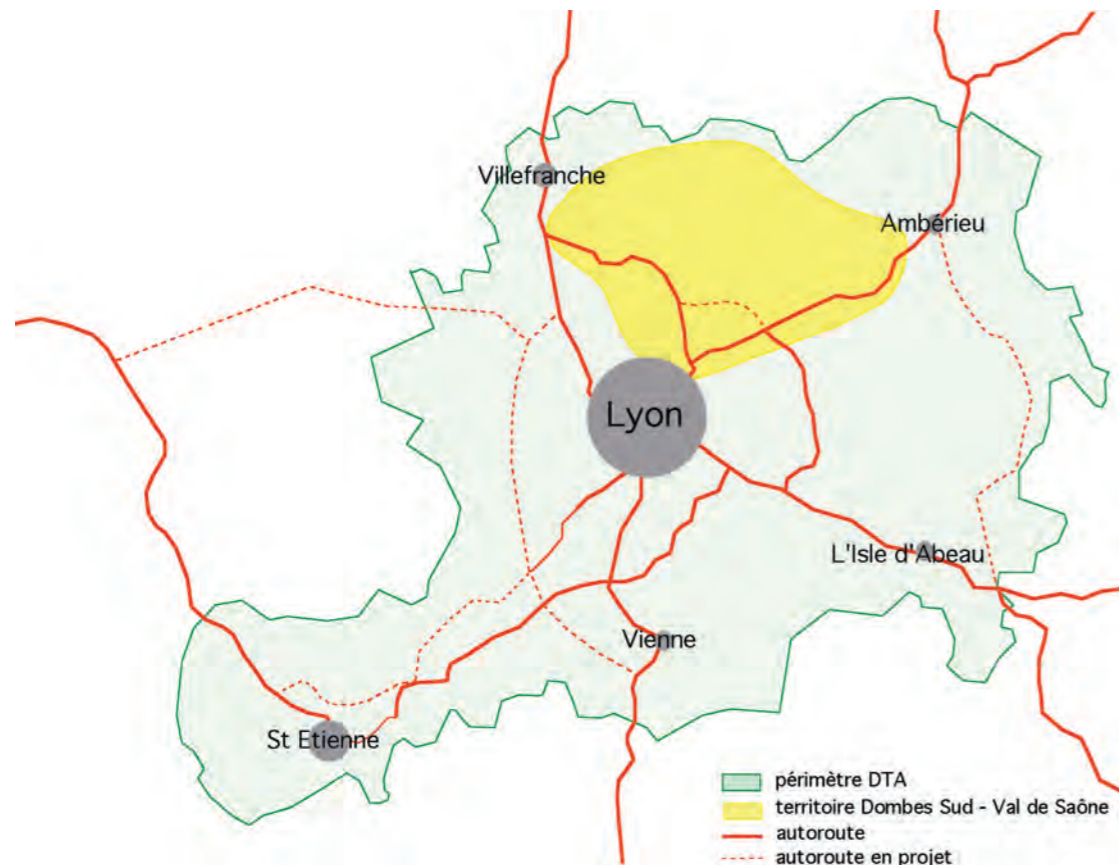 Villefranche
Ambérieu
Lyon
L'Isle d'Abeau
Vienne
St Etienne
périmètre DTA
territoire Dombes Sud - Val de Saône
autoroute
autoroute en projet